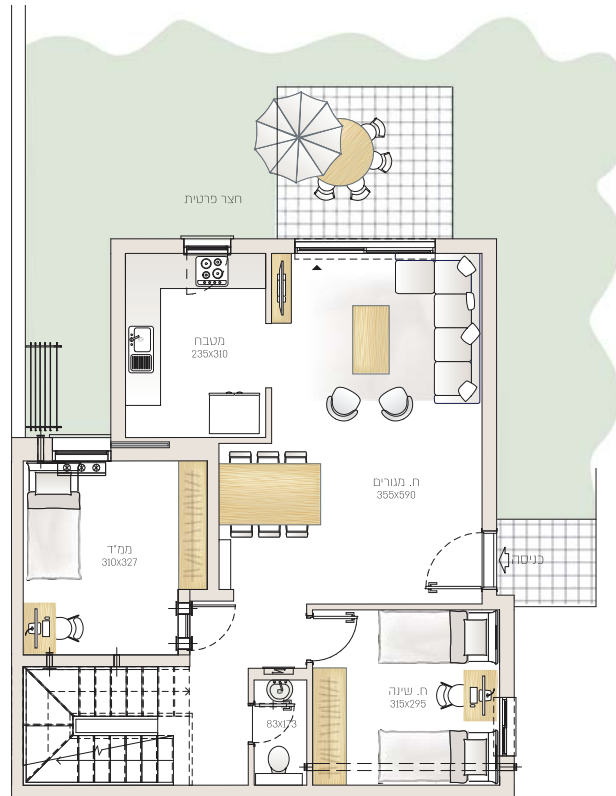 חצר פרטית
מטבח
235x310
ח. מגורים
355x590
ממ"ד
310x327
כניסה
ח. שינה
315x295
83x173